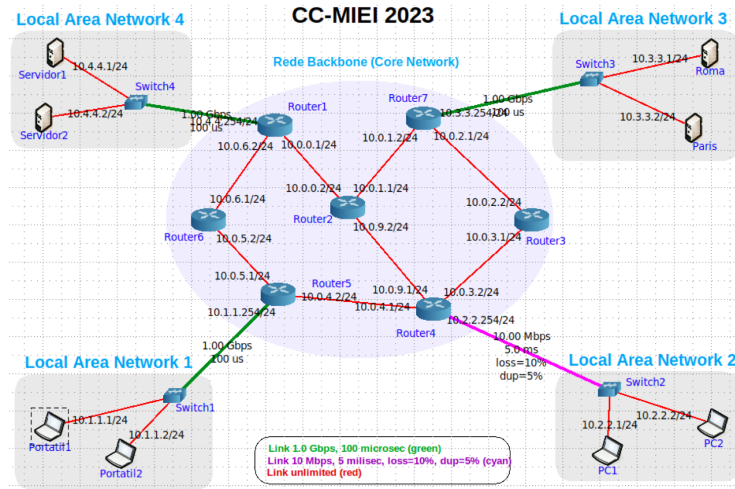 CC-MIEI 2023
Local Area Network 4
Local Area Network 3
10.4.4.1/24
Servidor1
Switch4
10.4.4.2/24
Servidor2
1.00 Gbps
100 us
10.4.4.254/24
Rede Backbone (Core Network)
Router1
Router7
1.00 Gbps
100 us
10.3.3.254/24
Switch3
10.3.3.1/24
Roma
10.3.3.2/24
Paris
10.0.6.2/24
10.0.0.1/24
10.0.1.2/24
10.0.2.1/24
10.0.0.2/24
10.0.1.1/24
10.0.6.1/24
Router2
10.0.2.2/24
Router6
10.0.5.2/24
10.0.9.2/24
10.0.3.1/24
Router3
10.0.5.1/24
Router5
10.0.4.2/24
10.0.9.1/24
10.0.3.2/24
10.0.4.1/24
10.1.1.254/24
Router4
10.2.2.254/24
1.00 Gbps
100 us
10.00 Mbps
5.0 ms
loss=10%
dup=5%
Local Area Network 1
Local Area Network 2
Switch1
10.1.1.1/24
Portatil1
10.1.1.2/24
Portatil2
Switch2
10.2.2.1/24
10.2.2.2/24
PC1
PC2
Link 1.0 Gbps, 100 microsec (green)
Link 10 Mbps, 5 milisec, loss=10%, dup=5% (cyan)
Link unlimited (red)